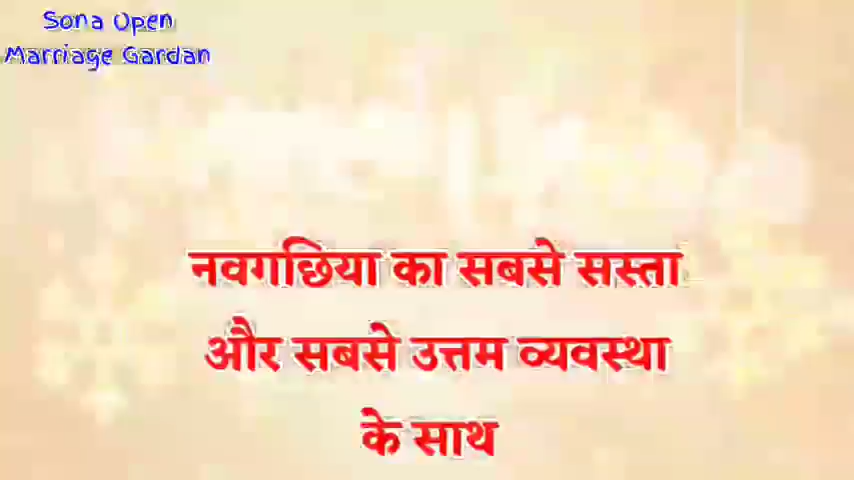 Sona Open
Marriage Gardan
नवगछिया का सबसे सस्ता
और सबसे उत्तम व्यवस्था
के साथ